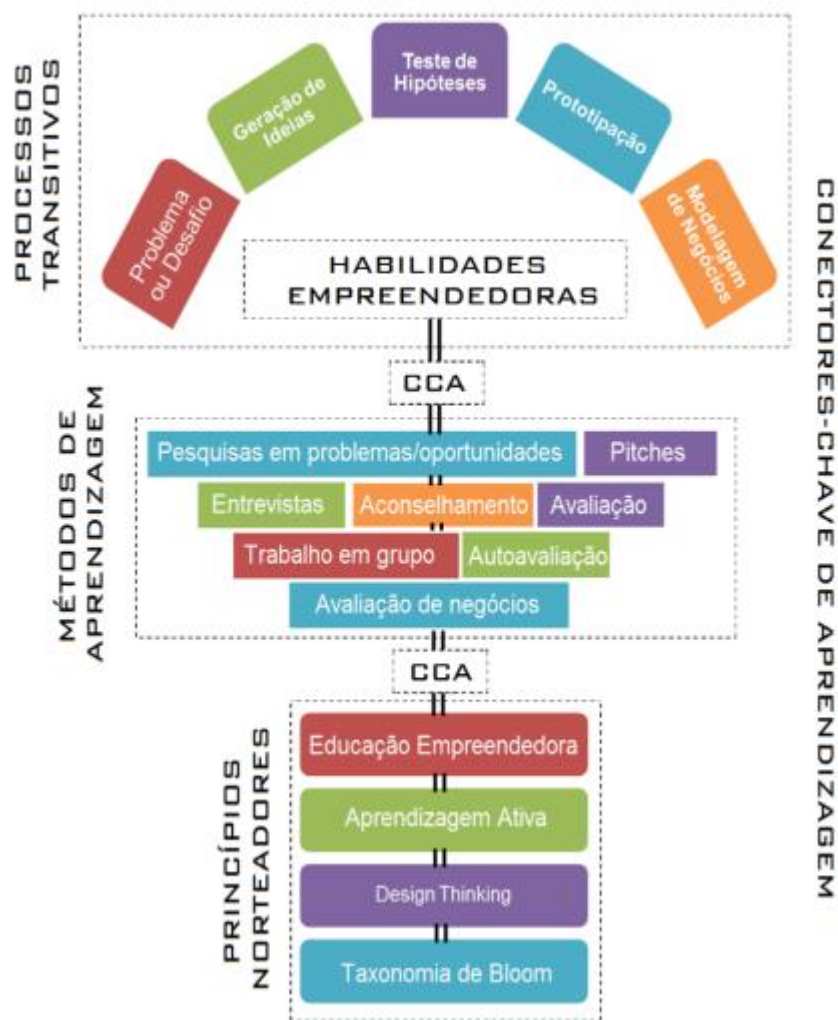 PROCESSOS
TRANSITIVOS
Problema
ou Desafio
Geração de
Ideias
Teste de
Hipóteses
Prototipação
Modelagem
de Negócios
HABILIDADES
EMPREENDEDORAS
CCA
MÉTODOS DE
APRENDIZAGEM
Pesquisas em problemas/oportunidades
Pitches
Entrevistas
Aconselhamento
Avaliação
Trabalho em grupo
Autoavaliação
Avaliação de negócios
CCA
PRINCÍPIOS
NORTEADORES
Educação Empreendedora
Aprendizagem Ativa
Design Thinking
Taxonomia de Bloom
CONECTORES-CHAVE DE APRENDIZAGEM